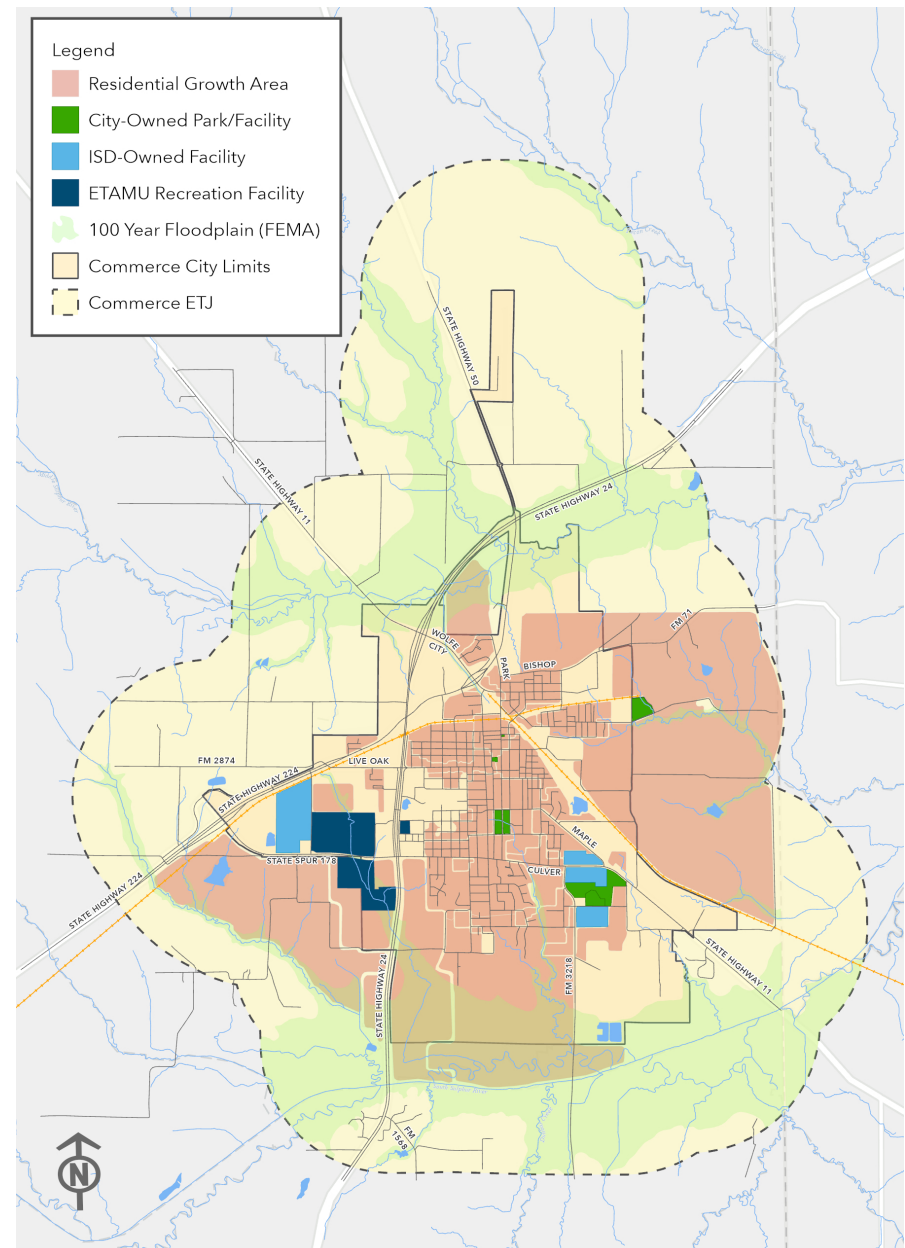 Legend
Residential Growth Area
City-Owned Park/Facility
ISD-Owned Facility
ETAMU Recreation Facility
100 Year Floodplain (FEMA)
Commerce City Limits
Commerce ETJ
STATE HIGHWAY 50
STATE HIGHWAY 11
STATE HIGHWAY 24
FM 71
WOLFE
CITY
PARK
BISHOP
FM 2874
LIVE OAK
STATE HIGHWAY 224
MAPLE
STATE SPUR 178
CULVER
STATE HIGHWAY 224
STATE HIGHWAY 24
FM 3218
STATE HIGHWAY 11
FM
1568
N